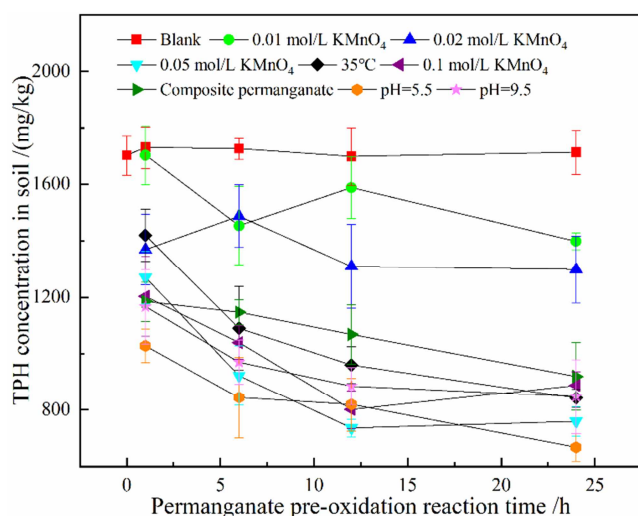 Blank 0.01 mol/L KMnO₄ 0.02 mol/L KMnO₄
0.05 mol/L KMnO₄ 35°C 0.1 mol/L KMnO₄
Composite permanganate pH=5.5 pH=9.5
TPH concentration in soil /(mg/kg)
2000
1600
1200
800
0 5 10 15 20 25
Permanganate pre-oxidation reaction time /h